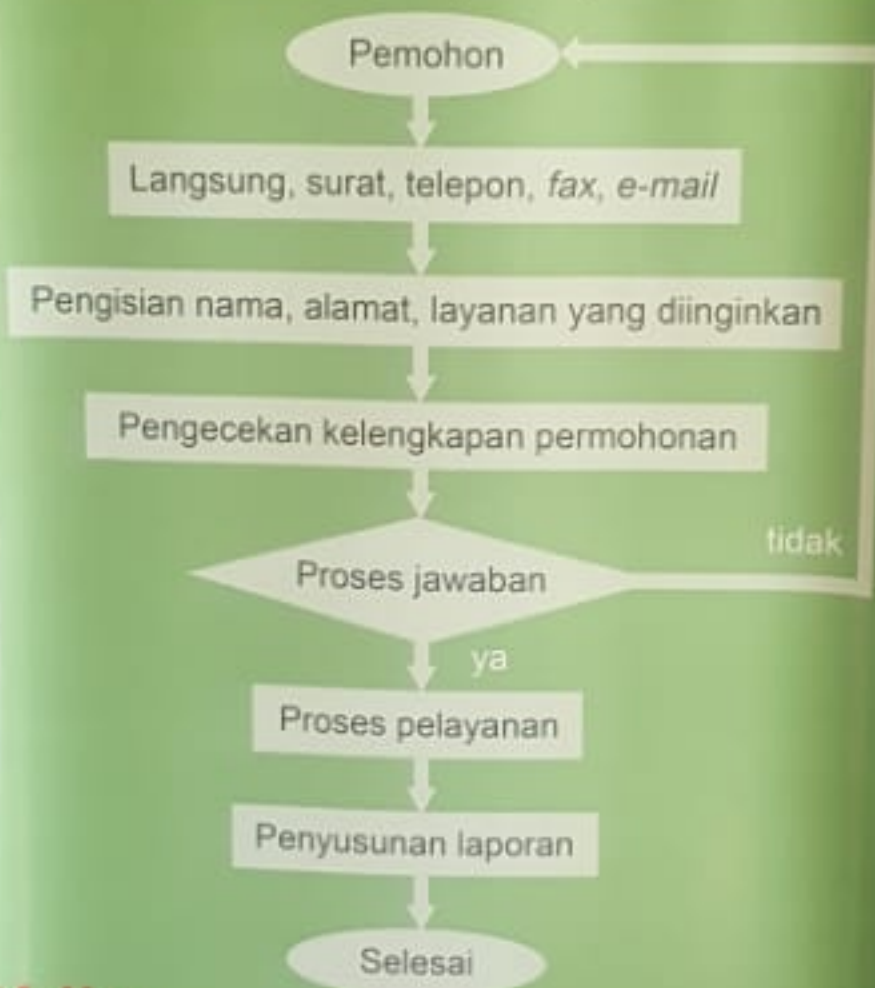 Pemohon
Langsung, surat, telepon, fax, e-mail
Pengisian nama, alamat, layanan yang diinginkan
Pengecekan kelengkapan permohonan
Proses jawaban
tidak
ya
Proses pelayanan
Penyusunan laporan
Selesai